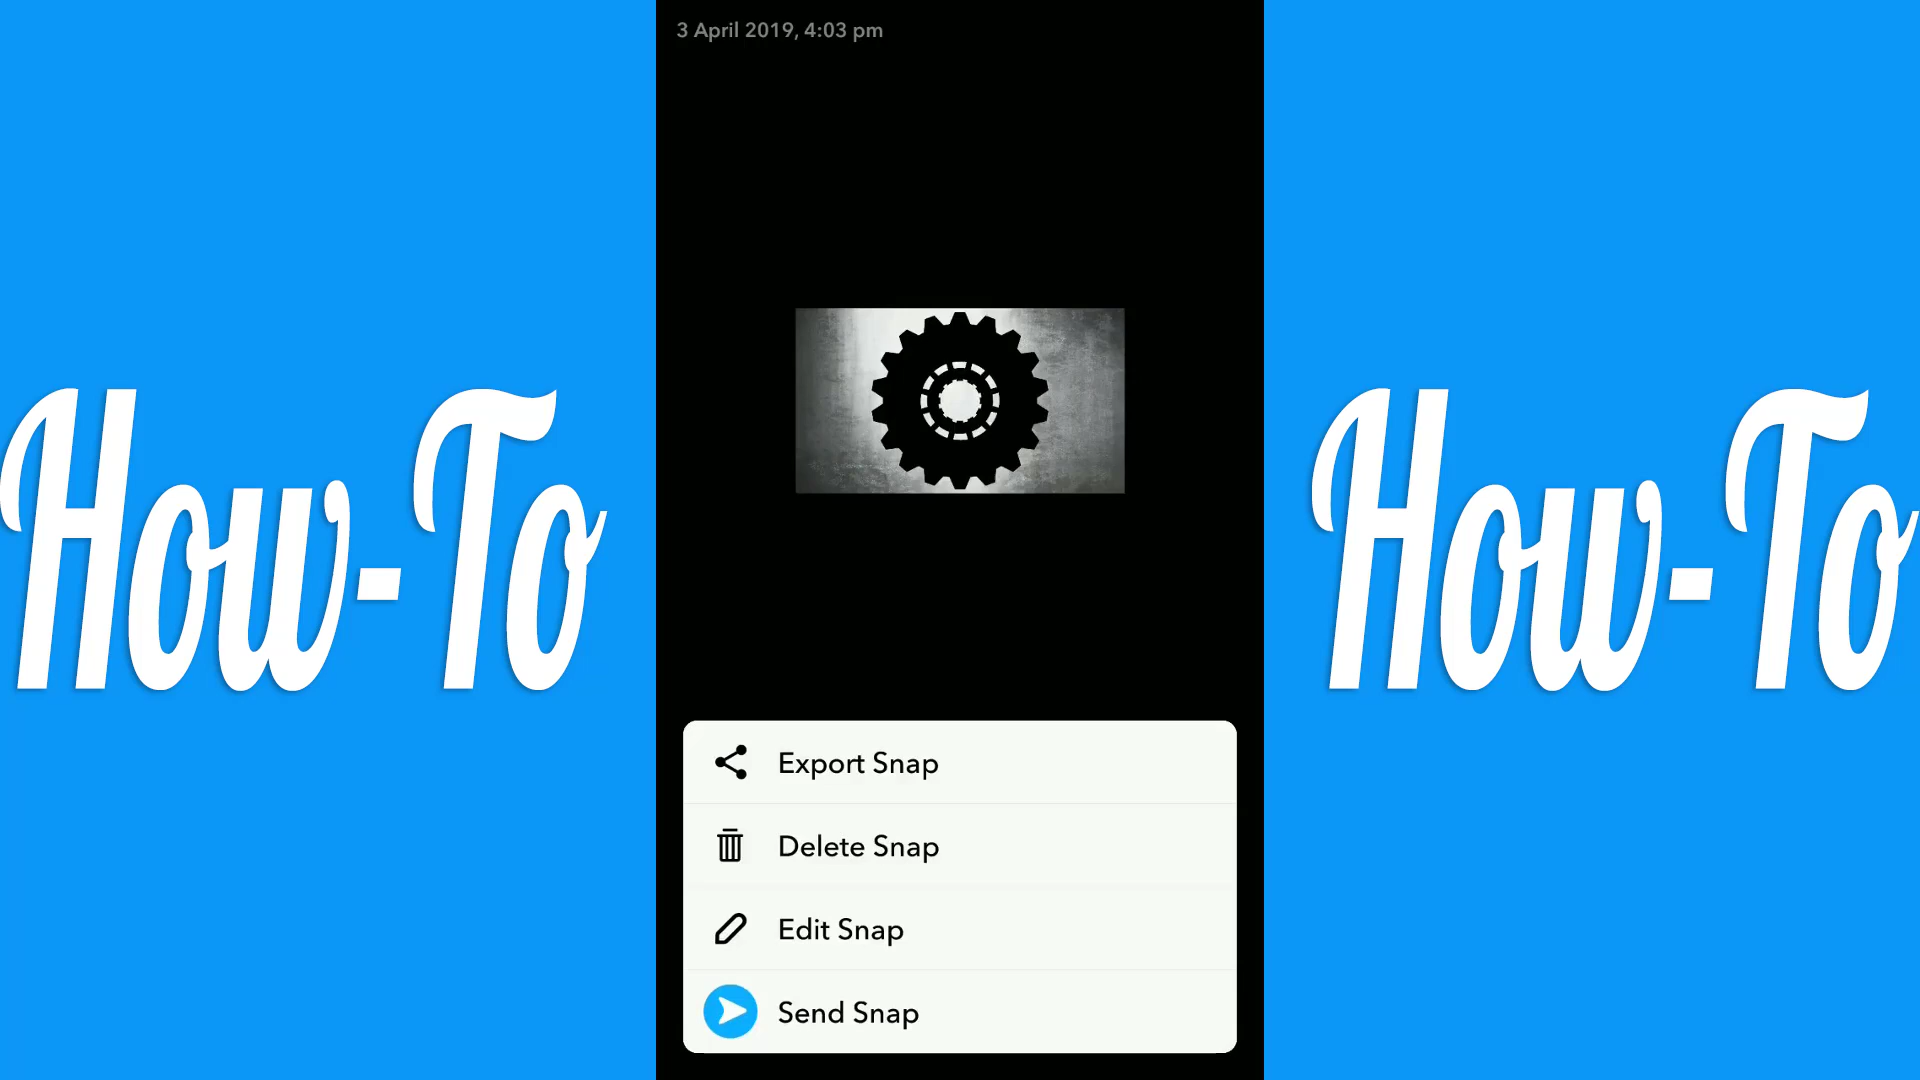 3 April 2019, 4:03 pm
How-To
How-To
Export Snap
Delete Snap
Edit Snap
Send Snap